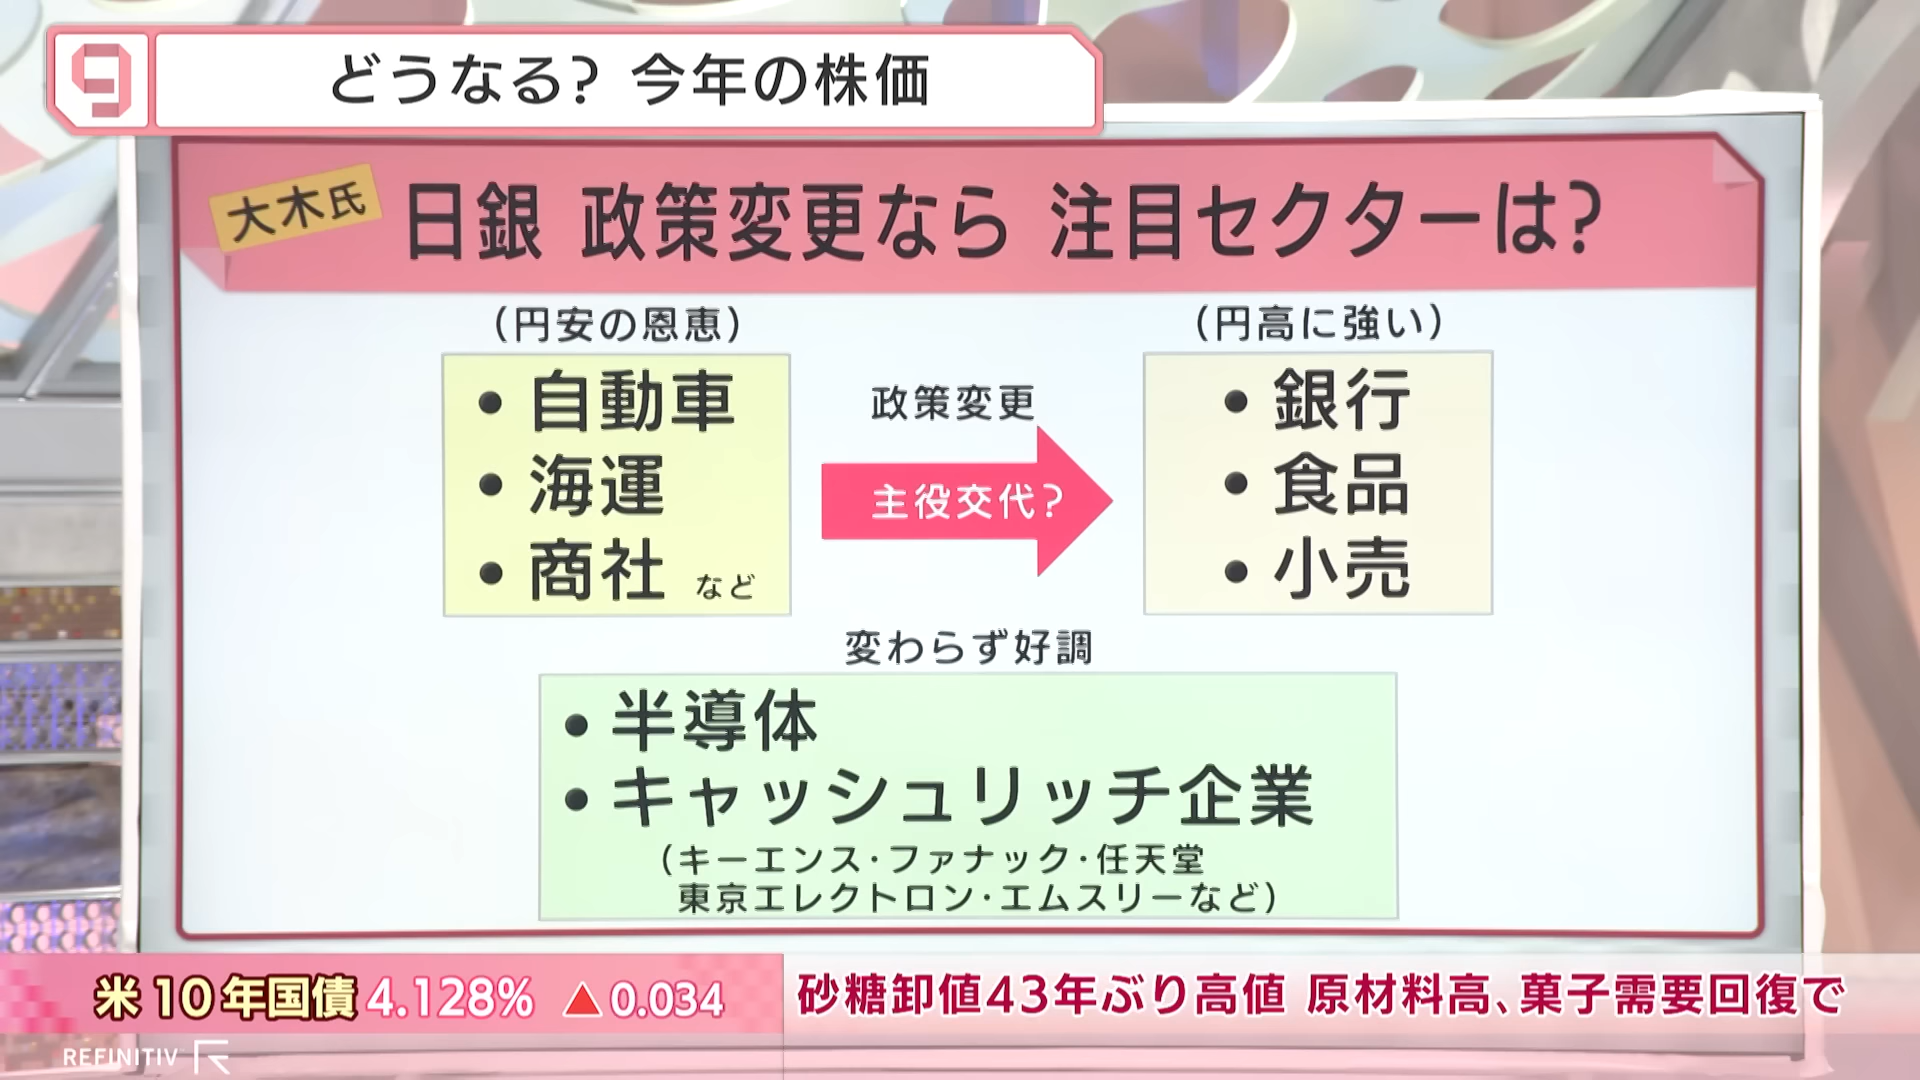 9
どうなる? 今年の株価
大木氏
日銀 政策変更なら 注目セクターは?
(円安の恩恵)
• 自動車
• 海運
• 商社 など
政策変更
主役交代?
(円高に強い)
• 銀行
• 食品
• 小売
変わらず好調
• 半導体
• キャッシュリッチ企業
(キーエンス・ファナック・任天堂
東京エレクトロン・エムスリーなど)
米10年国債 4.128% ▲0.034
砂糖卸値43年ぶり高値 原材料高、菓子需要回復で
REFINITIV